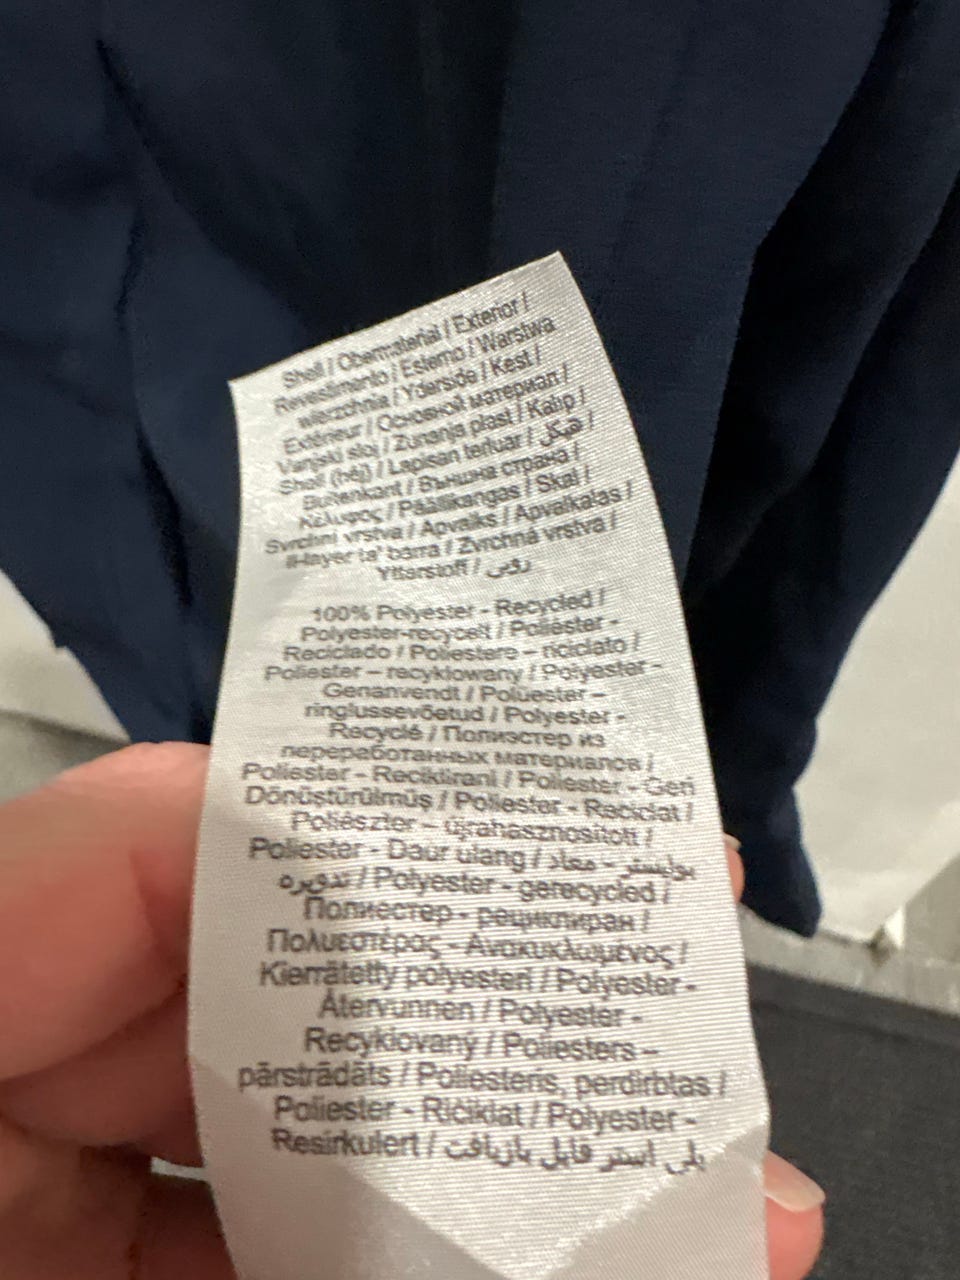 Shell / Obermaterial / Exterior /
Revestimento / Esterno / Warstwa
wierzchnia / Yderside / Kest /
Extérieur / Основной материал /
Vanjski sloj / Zunanja plast / Kalıp /
Shell (héj) / Lapisan terluar / هيكل /
Buitenkant / Външна страна /
Κέλυφος / Päällikangas / Skal /
Svrchní vrstva / Apvalks / Apvalkalas /
Il-layer ta' barra / Zvrchná vrstva /
Ytterstoff / رویی
100% Polyester - Recycled /
Polyester-recycelt / Poliéster -
Reciclado / Poliestere – riciclato /
Poliester – recyklowany / Polyester -
Genanvendt / Polüester –
ringlussevõetud / Polyester -
Recyclé / Полиэстер из
переработанных материалов /
Poliester - Reciklirani / Poliester - Geri
Dönüştürülmüş / Poliester - Raciclat /
Poliészter – újrahasznosított /
Poliester - Daur ulang / بوليستر - معاد
تدويره / Polyester - gerecycled /
Полиестер - рециклиран /
Πολυεστέρας - Ανακυκλωμένος /
Kierrätetty polyesteri / Polyester -
Återvunnen / Polyester -
Recyklovaný / Poliesters –
pārstrādāts / Poliesteris, perdirbtas /
Poliester - Riċiklat / Polyester -
Resirkulert / پلی استر قابل بازیافت